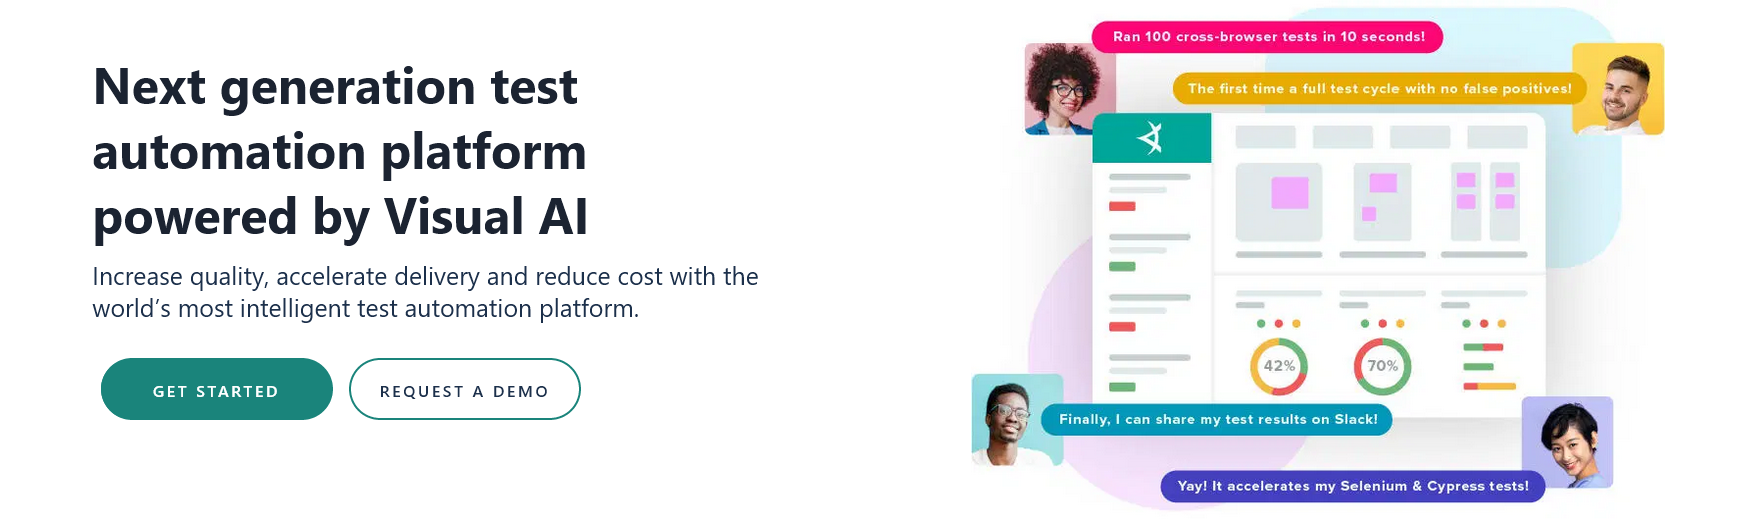 Next generation test
automation platform
powered by Visual AI
Increase quality, accelerate delivery and reduce cost with the
world’s most intelligent test automation platform.
GET STARTED
REQUEST A DEMO
Ran 100 cross-browser tests in 10 seconds!
The first time a full test cycle with no false positives!
42%
70%
Finally, I can share my test results on Slack!
Yay! It accelerates my Selenium & Cypress tests!